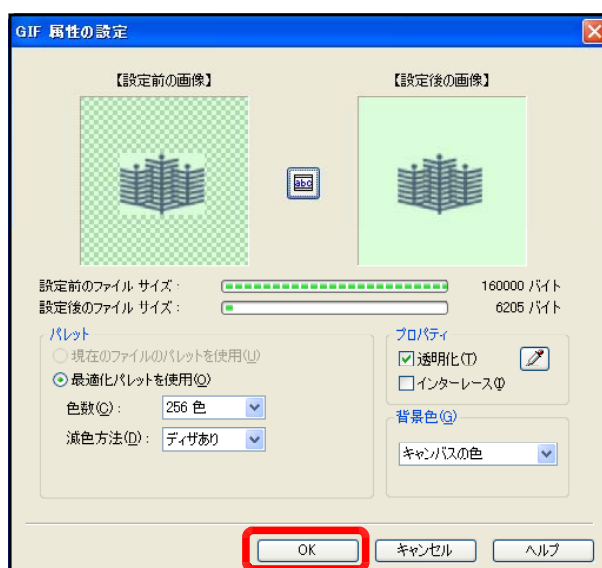 GIF 属性の設定
【設定前の画像】
【設定後の画像】
abc
設定前のファイル サイズ：
160000 バイト
設定後のファイル サイズ：
6205 バイト
パレット
現在のファイルのパレットを使用(U)
最適化パレットを使用(O)
色数(C)：
256 色
減色方法(D)：
ディザあり
プロパティ
透明化(T)
インターレース(I)
背景色(G)
キャンバスの色
OK
キャンセル
ヘルプ